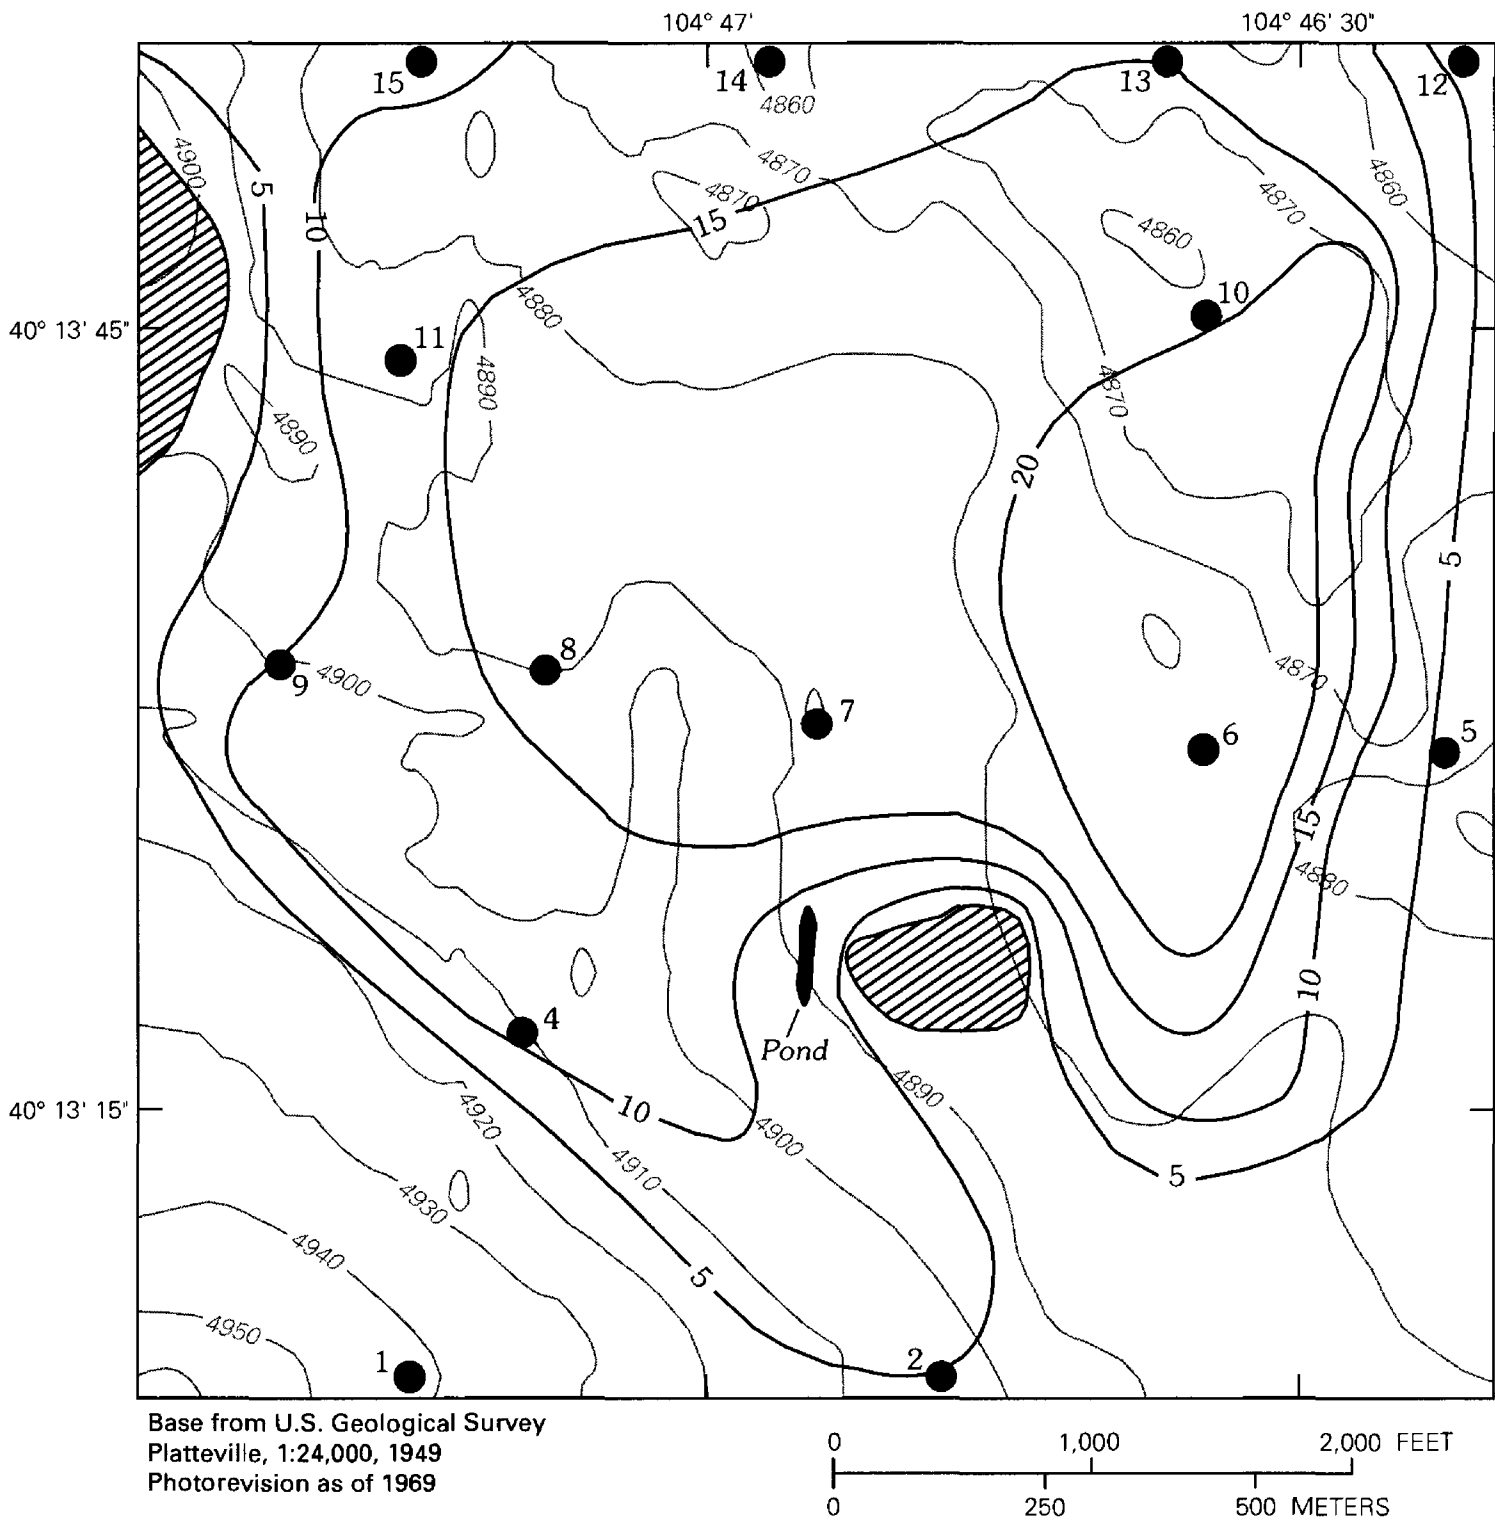 104° 47' 104° 46' 30"
15 14 13 12
4860
4900 4870 4860
5 4870 4870
10 15 4860
4880 10
40° 13' 45" 11
4890 4870
4890 20
5
8 4870
9 4900 7 6 5
15
4880
10
4 Pond
4890
40° 13' 15" 10
4920 4900
4910 5
4930
4940 5
4950
1 2
Base from U.S. Geological Survey
Platteville, 1:24,000, 1949
Photorevision as of 1969
0 1,000 2,000 FEET
0 250 500 METERS